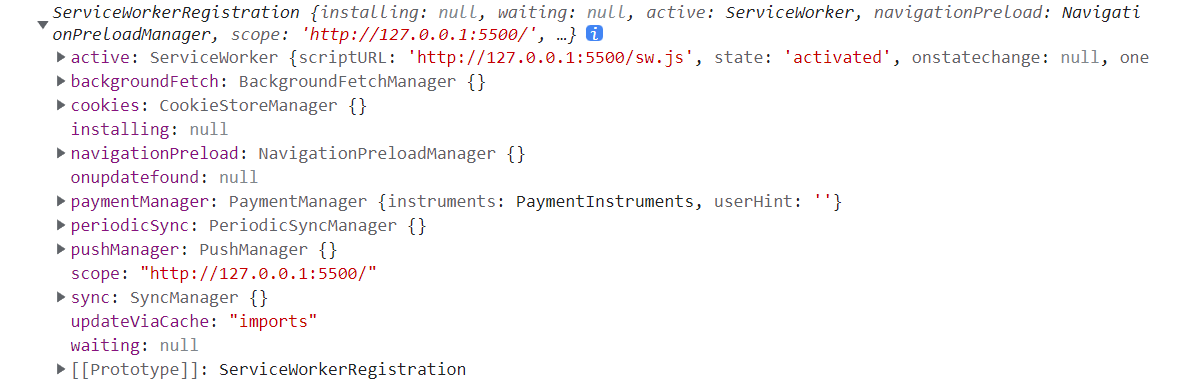 ServiceWorkerRegistration {installing: null, waiting: null, active: ServiceWorker, navigationPreload: Navigati
onPreloadManager, scope: 'http://127.0.0.1:5500/', …} i
active: ServiceWorker {scriptURL: 'http://127.0.0.1:5500/sw.js', state: 'activated', onstatechange: null, one
backgroundFetch: BackgroundFetchManager {}
cookies: CookieStoreManager {}
installing: null
navigationPreload: NavigationPreloadManager {}
onupdatefound: null
paymentManager: PaymentManager {instruments: PaymentInstruments, userHint: ''}
periodicSync: PeriodicSyncManager {}
pushManager: PushManager {}
scope: "http://127.0.0.1:5500/"
sync: SyncManager {}
updateViaCache: "imports"
waiting: null
[[Prototype]]: ServiceWorkerRegistration